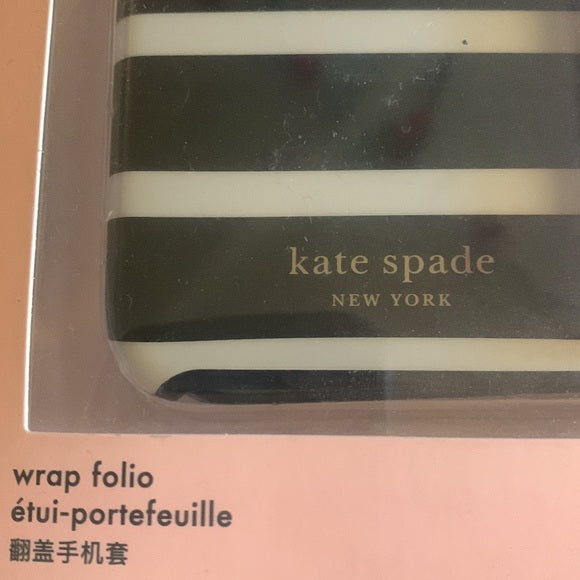 kate spade
NEW YORK
wrap folio
étui-portefeuille
翻盖手机套